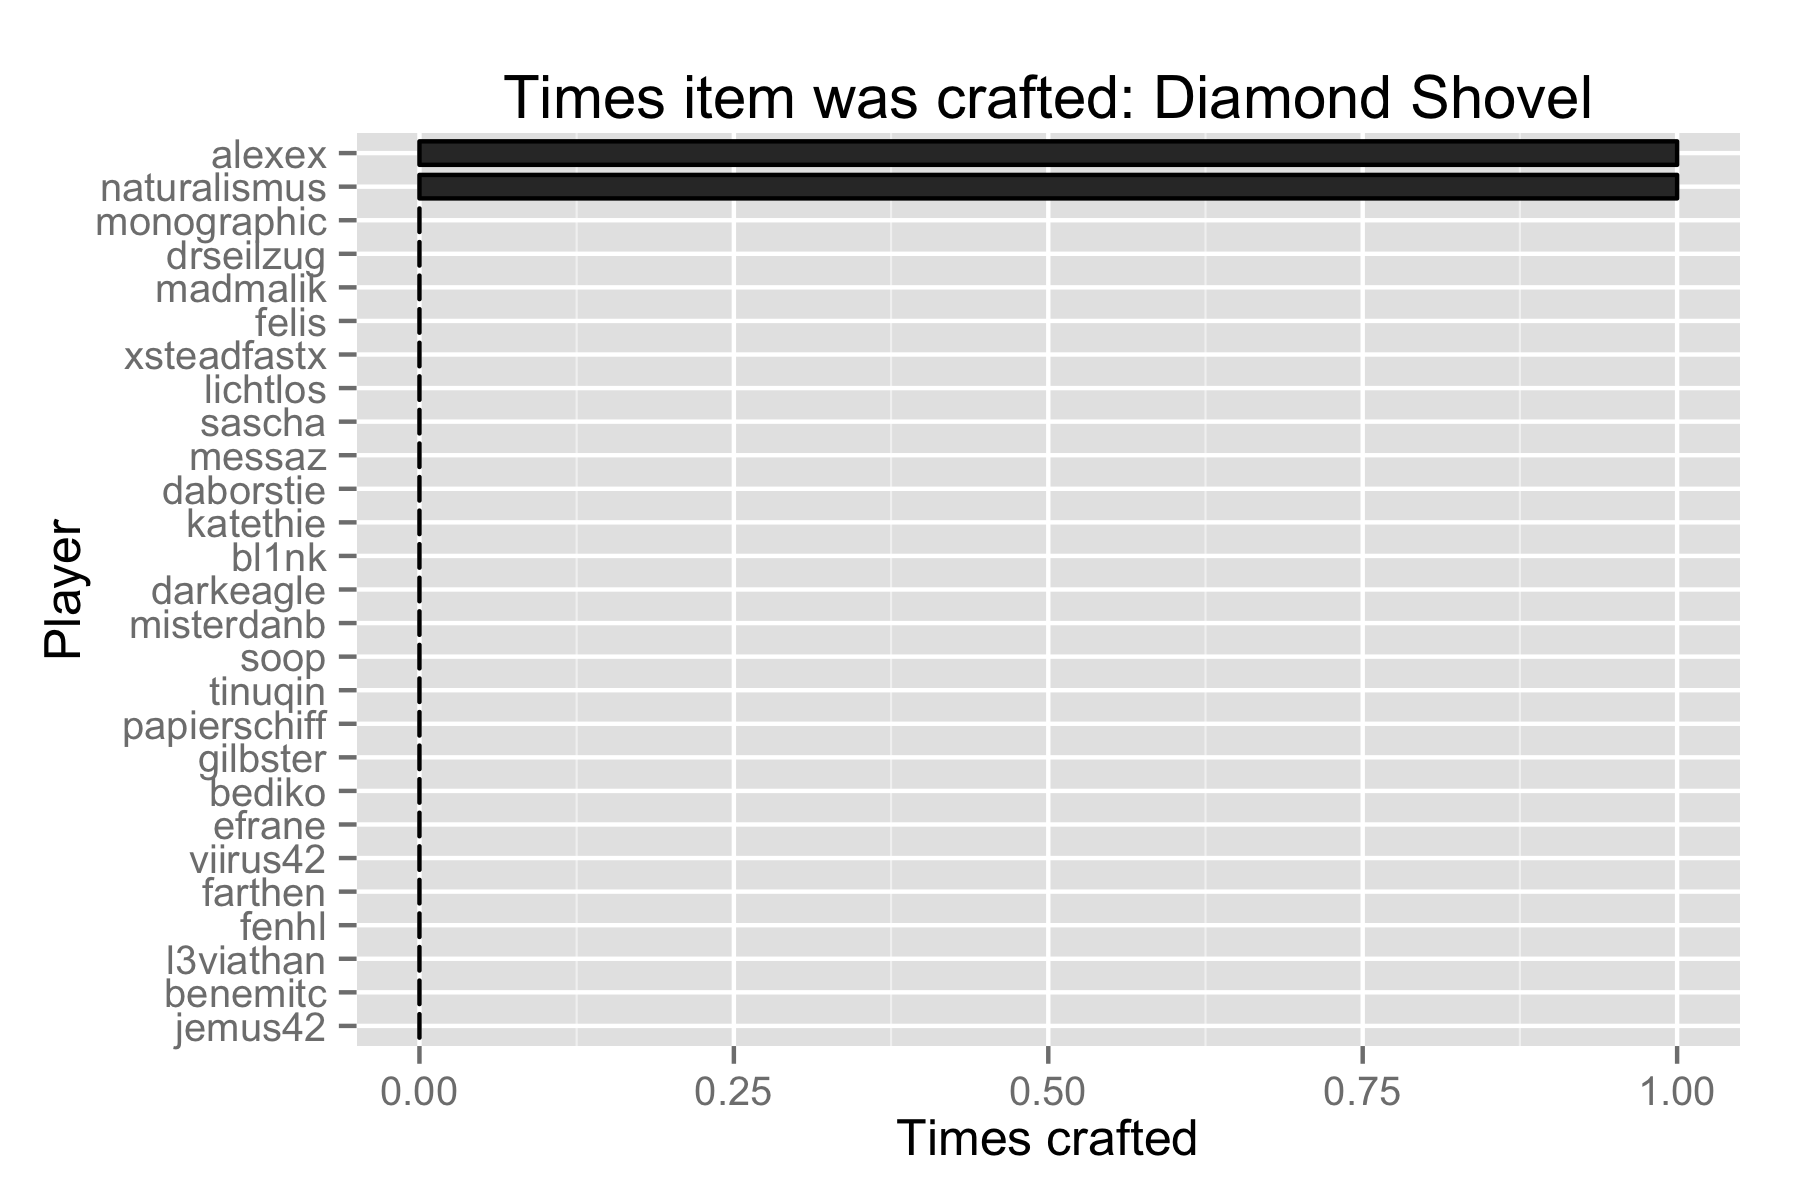 Times item was crafted: Diamond Shovel
alexex
naturalismus
monographic
drseilzug
madmalik
felis
xsteadfastx
lichtlos
sascha
messaz
daborstie
katethie
bl1nk
darkeagle
misterdanb
soop
tinuqin
papierschiff
gilbster
bediko
efrane
viirus42
farthen
fenhl
l3viathan
benemitc
jemus42
Player
0.00 0.25 0.50 0.75 1.00
Times crafted